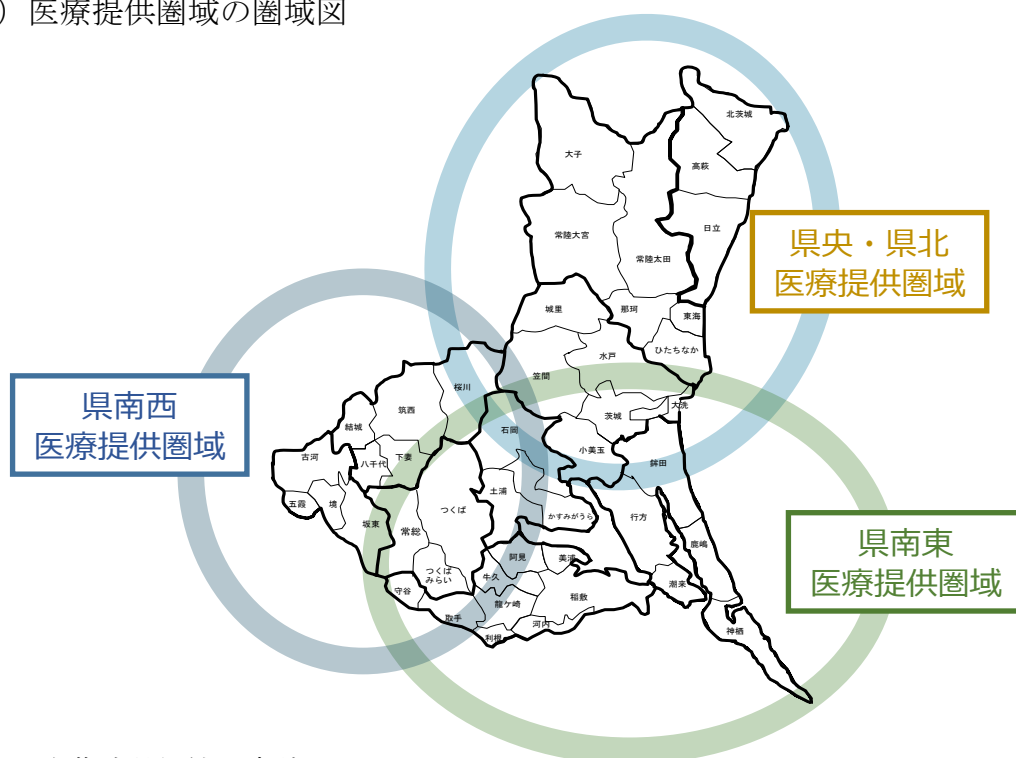 ）医療提供圏域の圏域図
北茨城
大子
高萩
日立
常陸大宮
常陸太田
県央・県北
医療提供圏域
城里
那珂
東海
水戸
ひたちなか
笠間
桜川
県南西
医療提供圏域
筑西
茨城
大洗
結城
石岡
小美玉
古河
八千代
下妻
鉾田
土浦
五霞
境
つくば
かすみがうら
行方
坂東
常総
鹿嶋
県南東
医療提供圏域
阿見
美浦
つくば
みらい
牛久
潮来
守谷
稲敷
龍ケ崎
取手
河内
神栖
利根